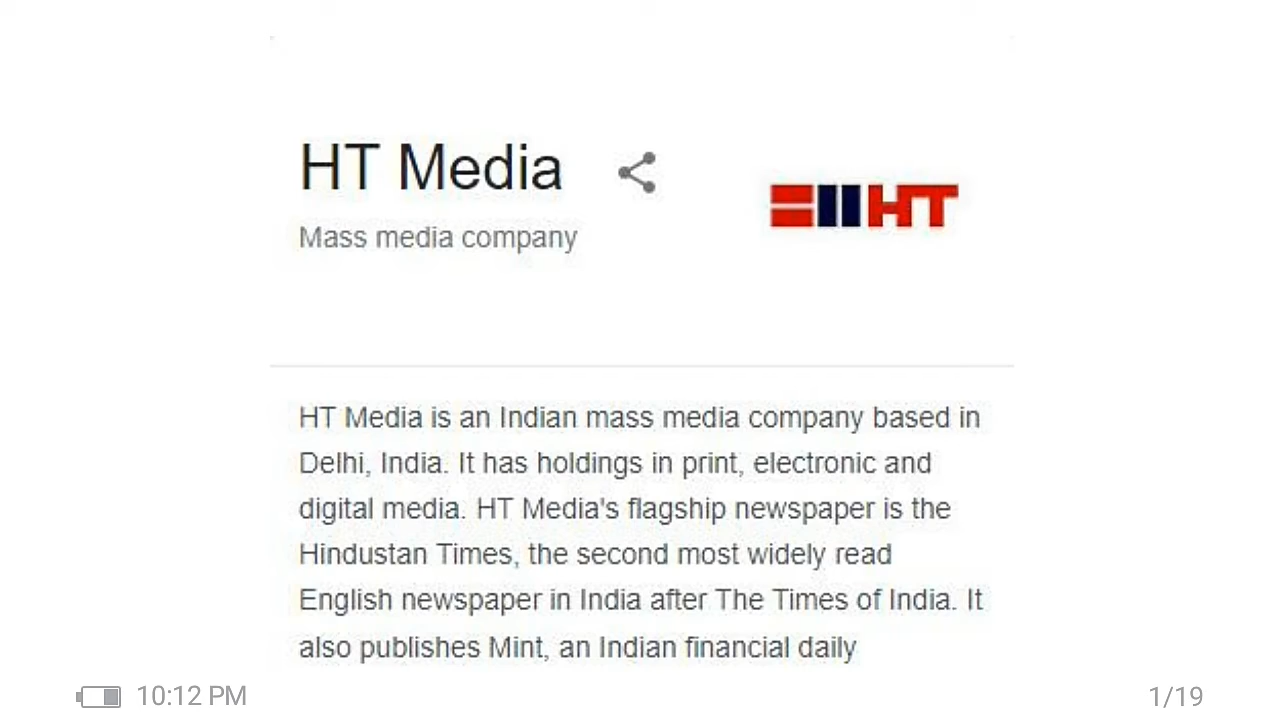 HT Media
HT
Mass media company
HT Media is an Indian mass media company based in
Delhi, India. It has holdings in print, electronic and
digital media. HT Media's flagship newspaper is the
Hindustan Times, the second most widely read
English newspaper in India after The Times of India. It
also publishes Mint, an Indian financial daily
10:12 PM
1/19